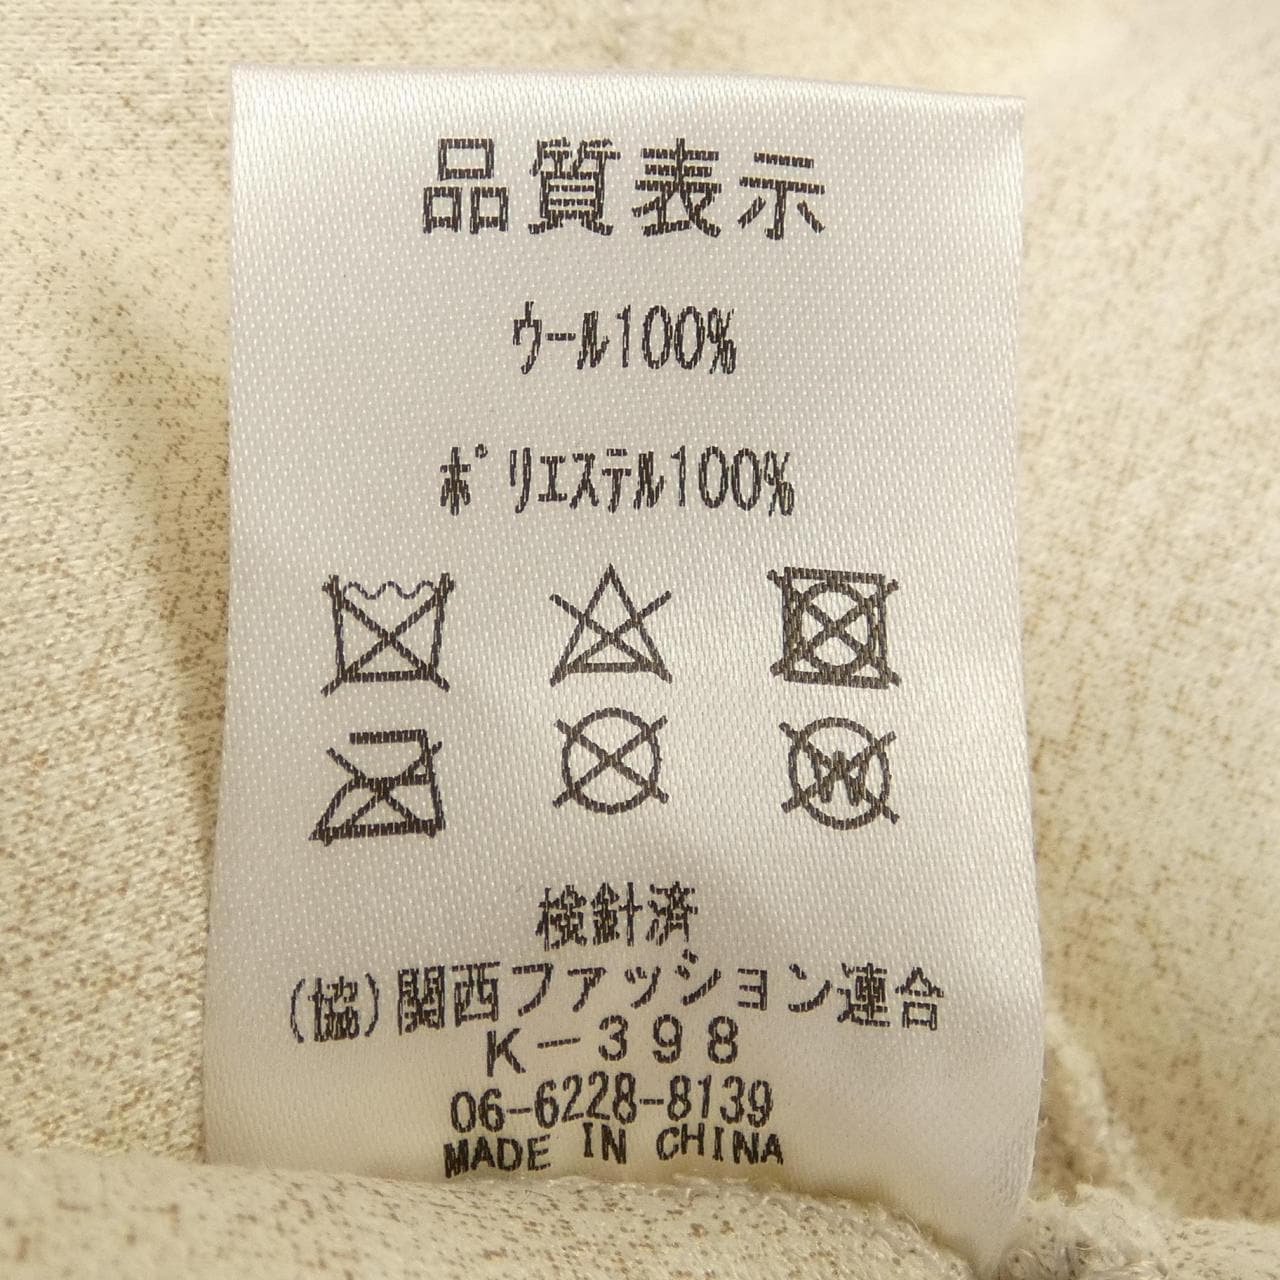 品質表示
ウール100%
ポリエステル100%
検針済
(協)関西ファッション連合
K-398
06-6228-8139
MADE IN CHINA